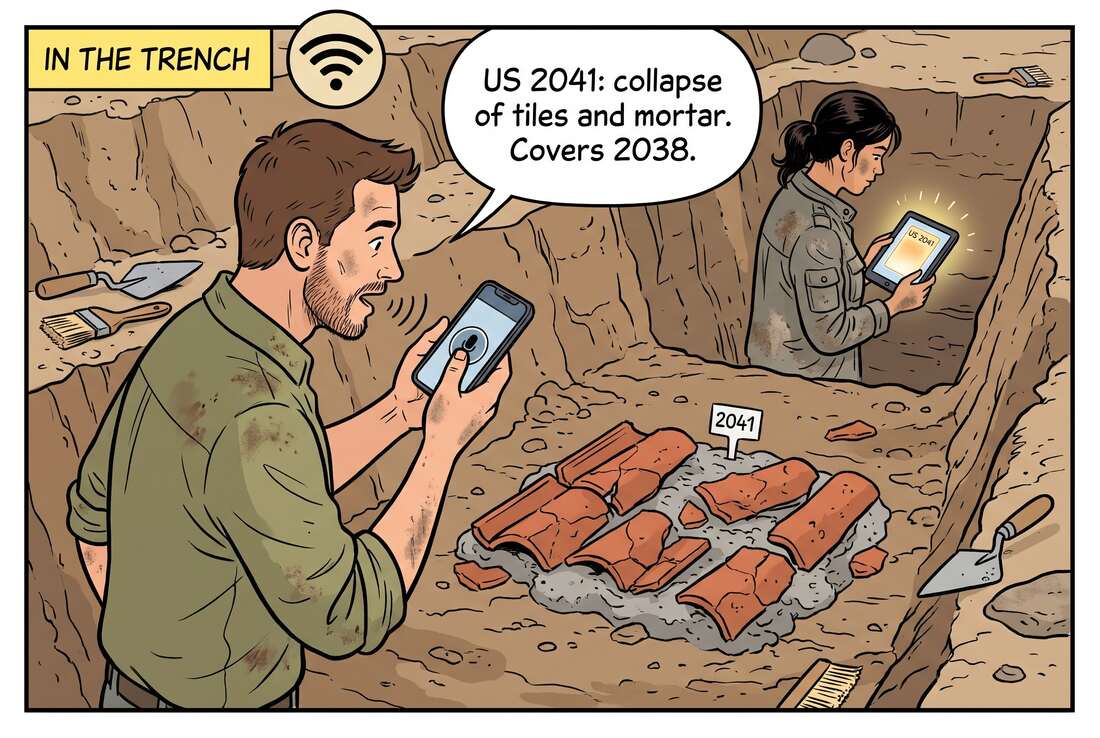 IN THE TRENCH
US 2041: collapse
of tiles and mortar.
Covers 2038.
US 2041
2041